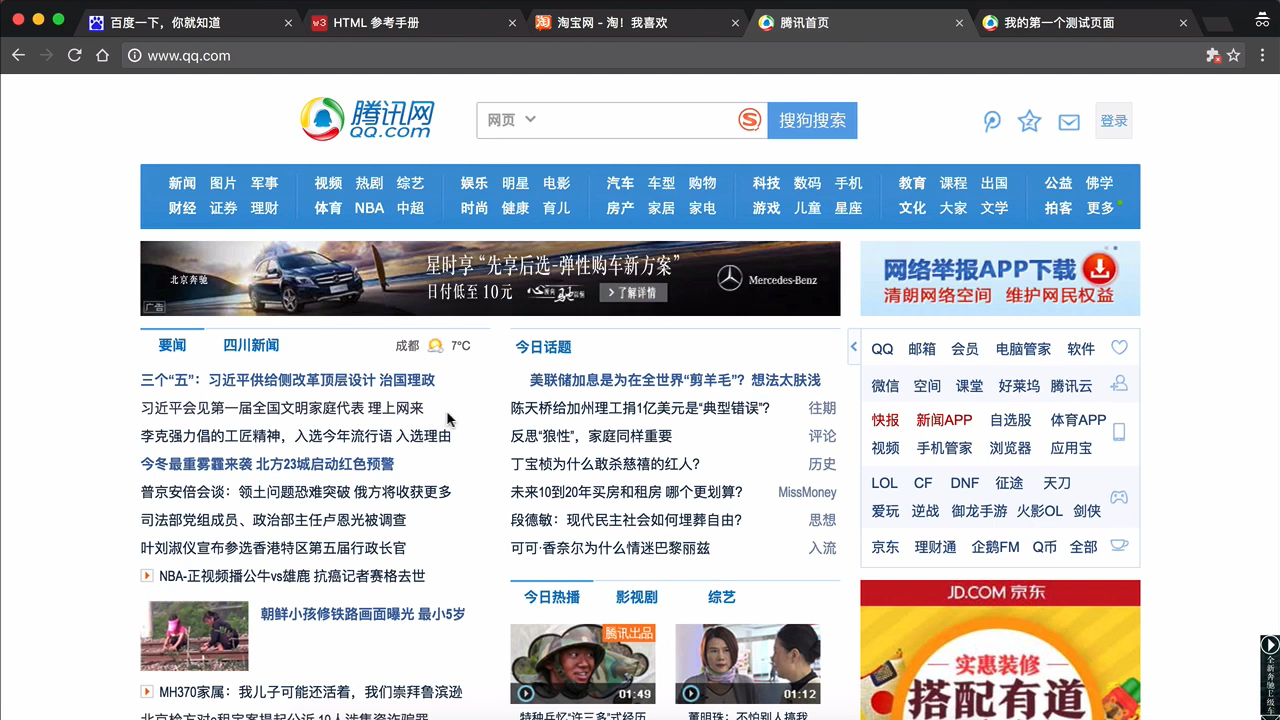 百度一下，你就知道
HTML 参考手册
淘宝网 - 淘！我喜欢
腾讯首页
我的第一个测试页面
www.qq.com
腾讯网
QQ.com
网页
搜狗搜索
登录
新闻 图片 军事 视频 热剧 综艺 娱乐 明星 电影 汽车 车型 购物 科技 数码 手机 教育 课程 出国 公益 佛学
财经 证券 理财 体育 NBA 中超 时尚 健康 育儿 房产 家居 家电 游戏 儿童 星座 文化 大家 文学 拍客 更多
北京奔驰
星时享“先享后选-弹性购车新方案”
日付低至 10元
了解详情
Mercedes-Benz
广告
网络举报APP下载
清朗网络空间 维护网民权益
要闻 四川新闻 成都 7°C
三个“五”：习近平供给侧改革顶层设计 治国理政
习近平会见第一届全国文明家庭代表 理上网来
李克强力倡的工匠精神，入选今年流行语 入选理由
今冬最重雾霾来袭 北方23城启动红色预警
普京安倍会谈：领土问题恐难突破 俄方将收获更多
司法部党组成员、政治部主任卢恩光被调查
叶刘淑仪宣布参选香港特区第五届行政长官
NBA-正视频播公牛vs雄鹿 抗癌记者赛格去世
朝鲜小孩修铁路画面曝光 最小5岁
MH370家属：我儿子可能还活着，我们崇拜鲁滨逊
今日话题
美联储加息是为在全世界“剪羊毛”？想法太肤浅
陈天桥给加州理工捐1亿美元是“典型错误”？ 往期
反思“狼性”，家庭同样重要 评论
丁宝桢为什么敢杀慈禧的红人？ 历史
未来10到20年买房和租房 哪个更划算？ MissMoney
段德敏：现代民主社会如何埋葬自由？ 思想
可可·香奈尔为什么情迷巴黎丽兹 入流
今日热播 影视剧 综艺
腾讯出品
01:49
01:12
特种兵忆“许三多”式经历
董明珠：不怕别人搞我
QQ 邮箱 会员 电脑管家 软件
微信 空间 课堂 好莱坞 腾讯云
快报 新闻APP 自选股 体育APP
视频 手机管家 浏览器 应用宝
LOL CF DNF 征途 天刀
爱玩 逆战 御龙手游 火影OL 剑侠
京东 理财通 企鹅FM Q币 全部
JD.COM 京东
实惠装修
搭配有道
全新奔驰E级车